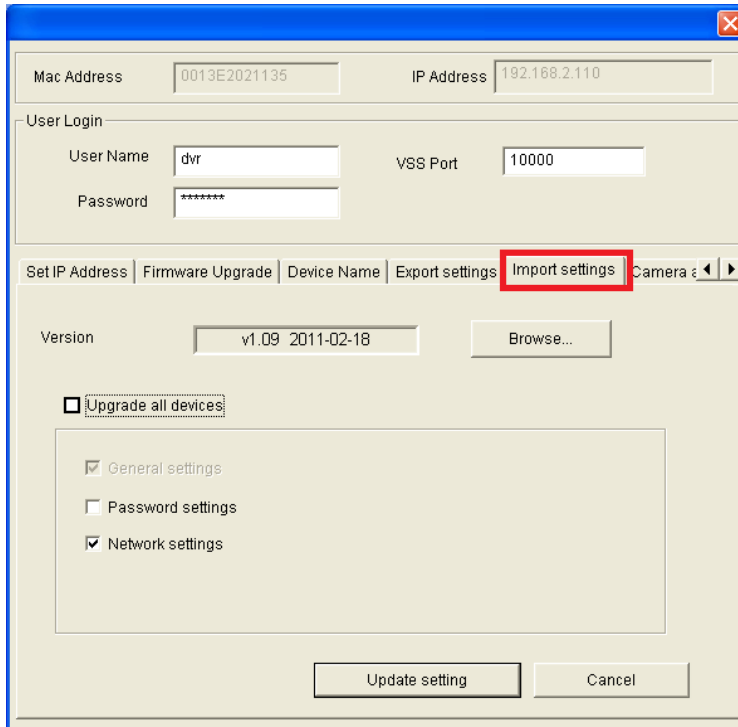 Mac Address 0013E2021135 IP Address 192.168.2.110
User Login
User Name dvr VSS Port 10000
Password *******
Set IP Address Firmware Upgrade Device Name Export settings Import settings Camera
Version v1.09 2011-02-18 Browse...
Upgrade all devices
General settings
Password settings
Network settings
Update setting Cancel